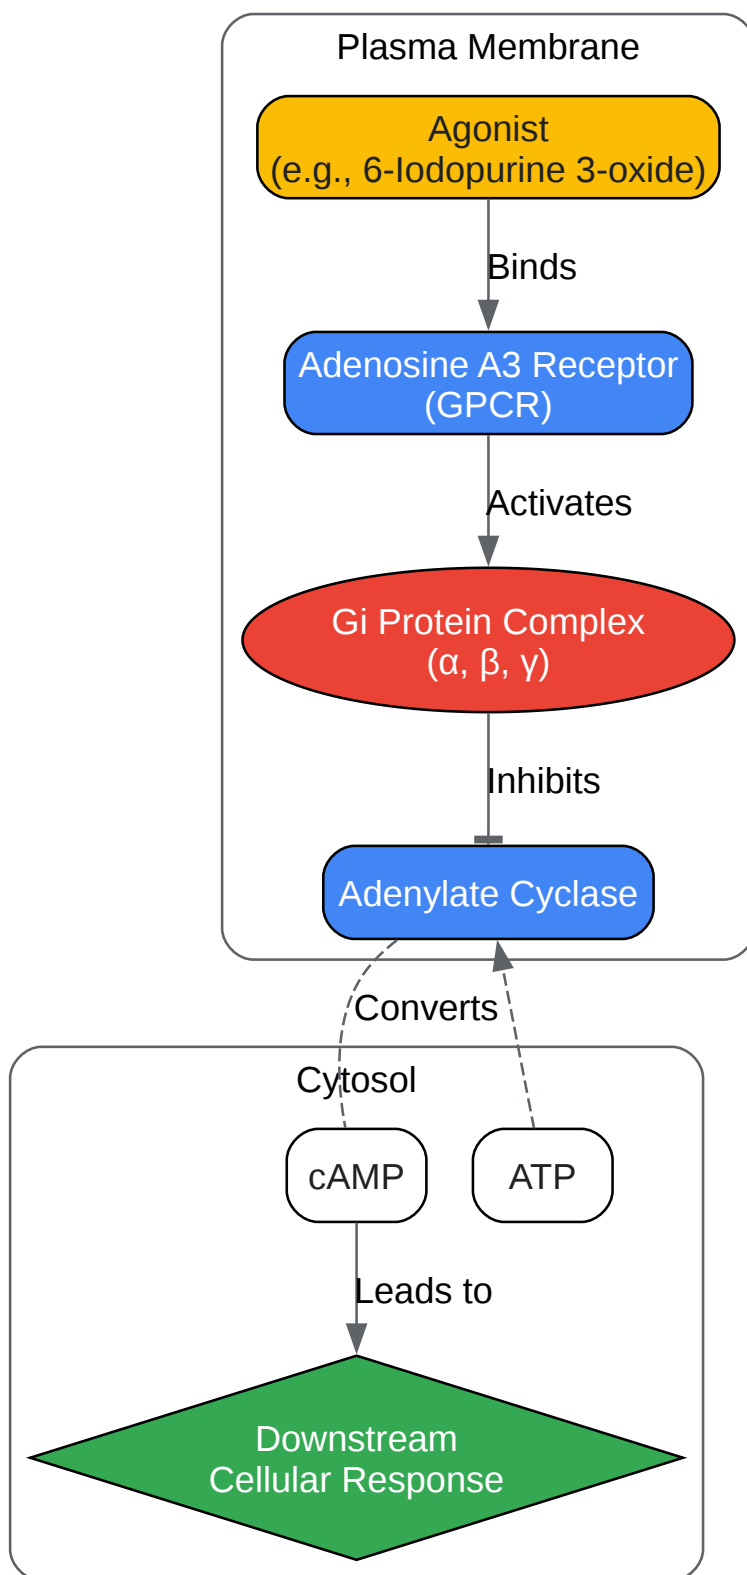 Plasma Membrane
Agonist
(e.g., 6-Iodopurine 3-oxide)
Binds
Adenosine A3 Receptor
(GPCR)
Activates
Gi Protein Complex
(α, β, γ)
Inhibits
Adenylate Cyclase
Converts
Cytosol
cAMP
ATP
Leads to
Downstream
Cellular Response